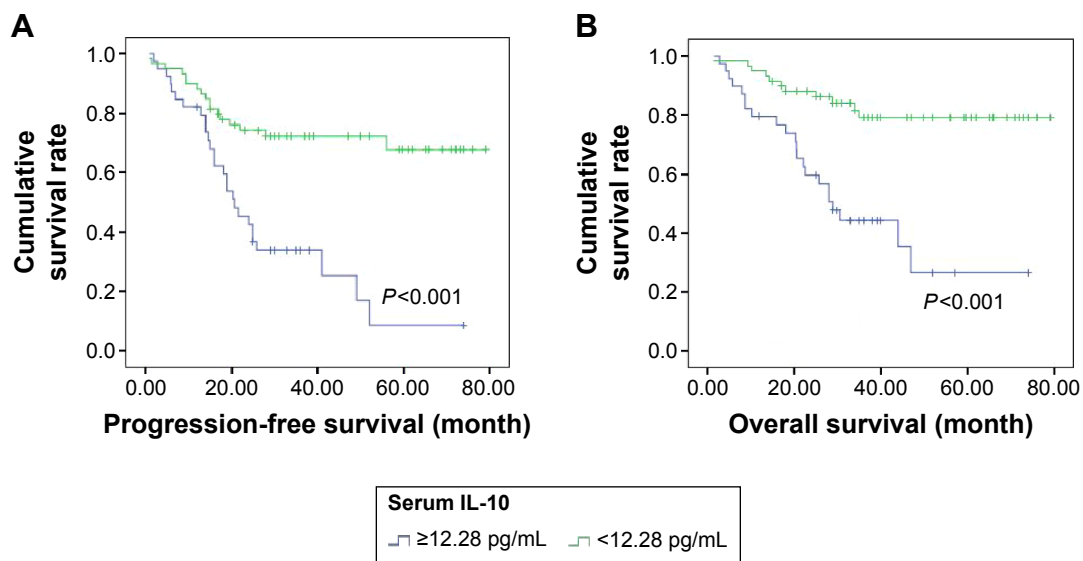 A
Cumulative
survival rate
1.0
0.8
0.6
0.4
0.2
0.0
P<0.001
0.00 20.00 40.00 60.00 80.00
Progression-free survival (month)
B
Cumulative
survival rate
1.0
0.8
0.6
0.4
0.2
0.0
P<0.001
0.00 20.00 40.00 60.00 80.00
Overall survival (month)
Serum IL-10
≥12.28 pg/mL <12.28 pg/mL